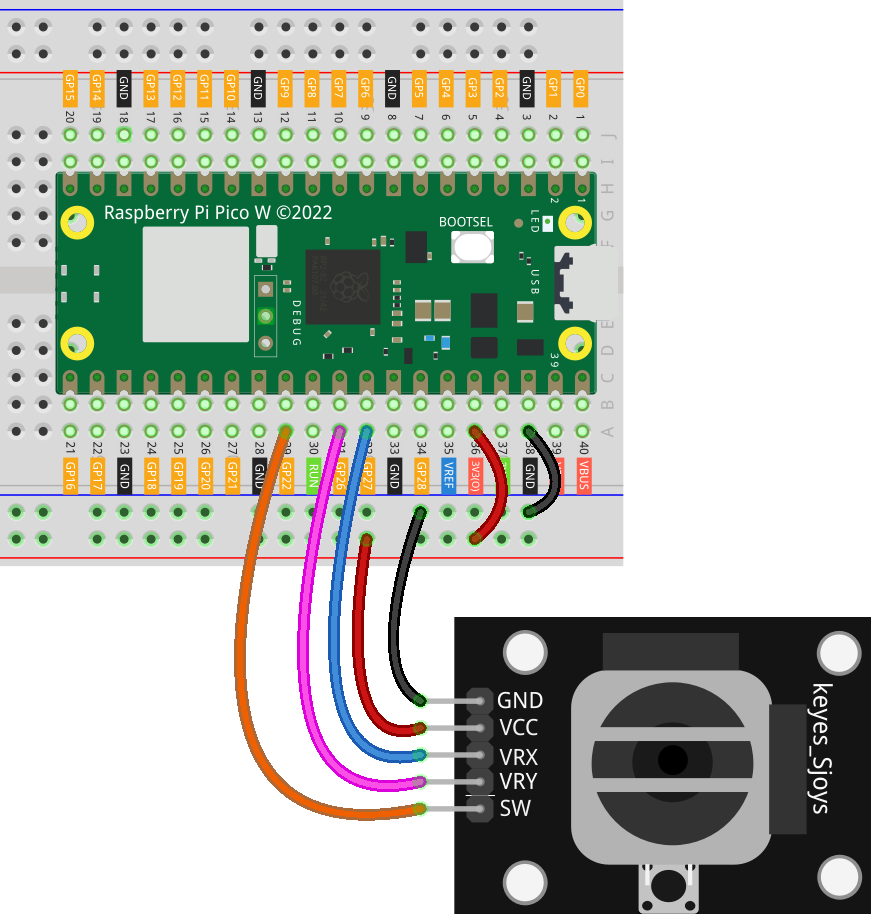 GP15 GP14 GND GP13 GP12 GP11 GP10 GND GP9 GP8 GP7 GP6 GND GP5 GP4 GP3 GP2 GND GP1 GP0
20 19 18 17 16 15 14 13 12 11 10 9 8 7 6 5 4 3 2 1
J
I
H
G
F
Raspberry Pi Pico W ©2022
BOOTSEL
LED
2
1
USB
DEBUG
39
E
D
C
B
A
21 22 23 24 25 26 27 28 30 33 34 35 36 37 38 39 40
GP16 GP17 GND GP18 GP19 GP20 GP21 GND GP22 RUN GP26 GP27 GND GP28 VREF 3V3(O) GND VBUS
GND
VCC
VRX
VRY
SW
keyes_Sjoys